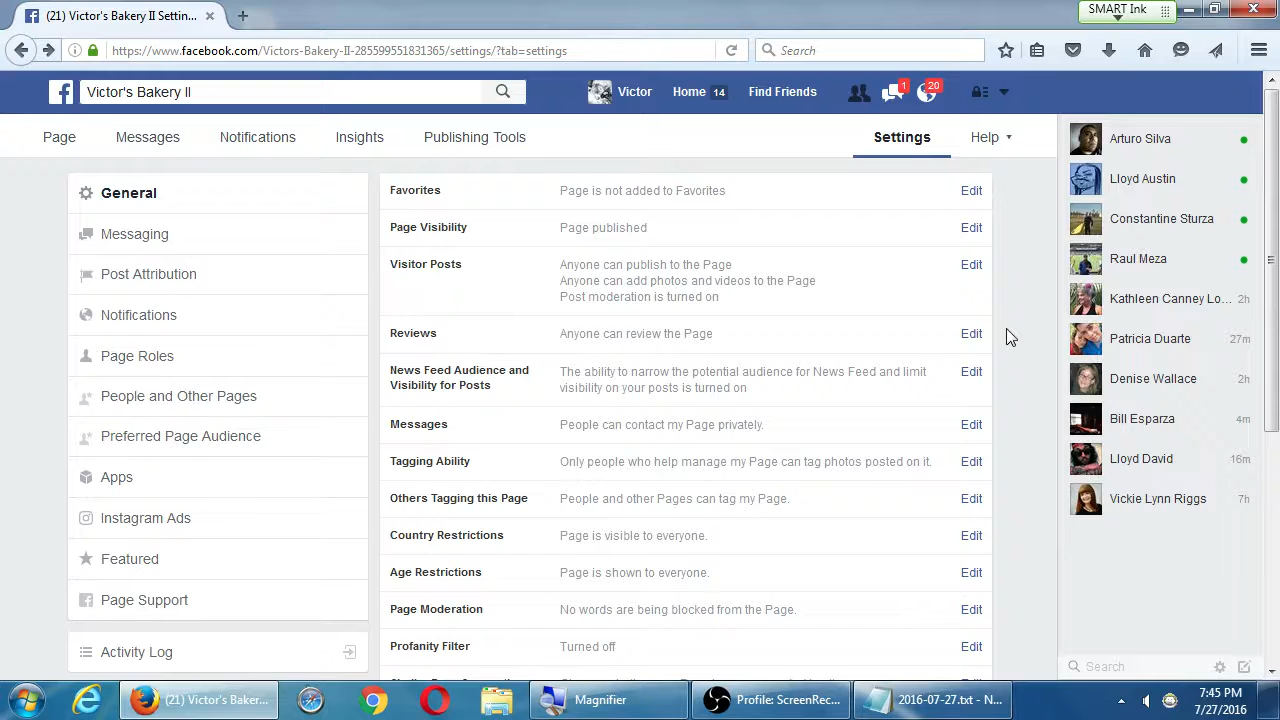 (21) Victor's Bakery II Settin...
SMART Ink
https://www.facebook.com/Victors-Bakery-II-285599551831365/settings/?tab=settings
Search
Victor's Bakery II
Victor
Home 14
Find Friends
1
20
Page
Messages
Notifications
Insights
Publishing Tools
Settings
Help
General
Messaging
Post Attribution
Notifications
Page Roles
People and Other Pages
Preferred Page Audience
Apps
Instagram Ads
Featured
Page Support
Activity Log
Favorites Page is not added to Favorites Edit
Page Visibility Page published Edit
Visitor Posts Anyone can publish to the Page Edit
Anyone can add photos and videos to the Page
Post moderation is turned on
Reviews Anyone can review the Page Edit
News Feed Audience and The ability to narrow the potential audience for News Feed and limit Edit
Visibility for Posts visibility on your posts is turned on
Messages People can contact my Page privately. Edit
Tagging Ability Only people who help manage my Page can tag photos posted on it. Edit
Others Tagging this Page People and other Pages can tag my Page. Edit
Country Restrictions Page is visible to everyone. Edit
Age Restrictions Page is shown to everyone. Edit
Page Moderation No words are being blocked from the Page. Edit
Profanity Filter Turned off Edit
Arturo Silva
Lloyd Austin
Constantine Sturza
Raul Meza
Kathleen Canney Lo... 2h
Patricia Duarte 27m
Denise Wallace 2h
Bill Esparza 4m
Lloyd David 16m
Vickie Lynn Riggs 7h
Search
(21) Victor's Baker...
Magnifier
Profile: ScreenRec...
2016-07-27.txt - N...
7:45 PM
7/27/2016